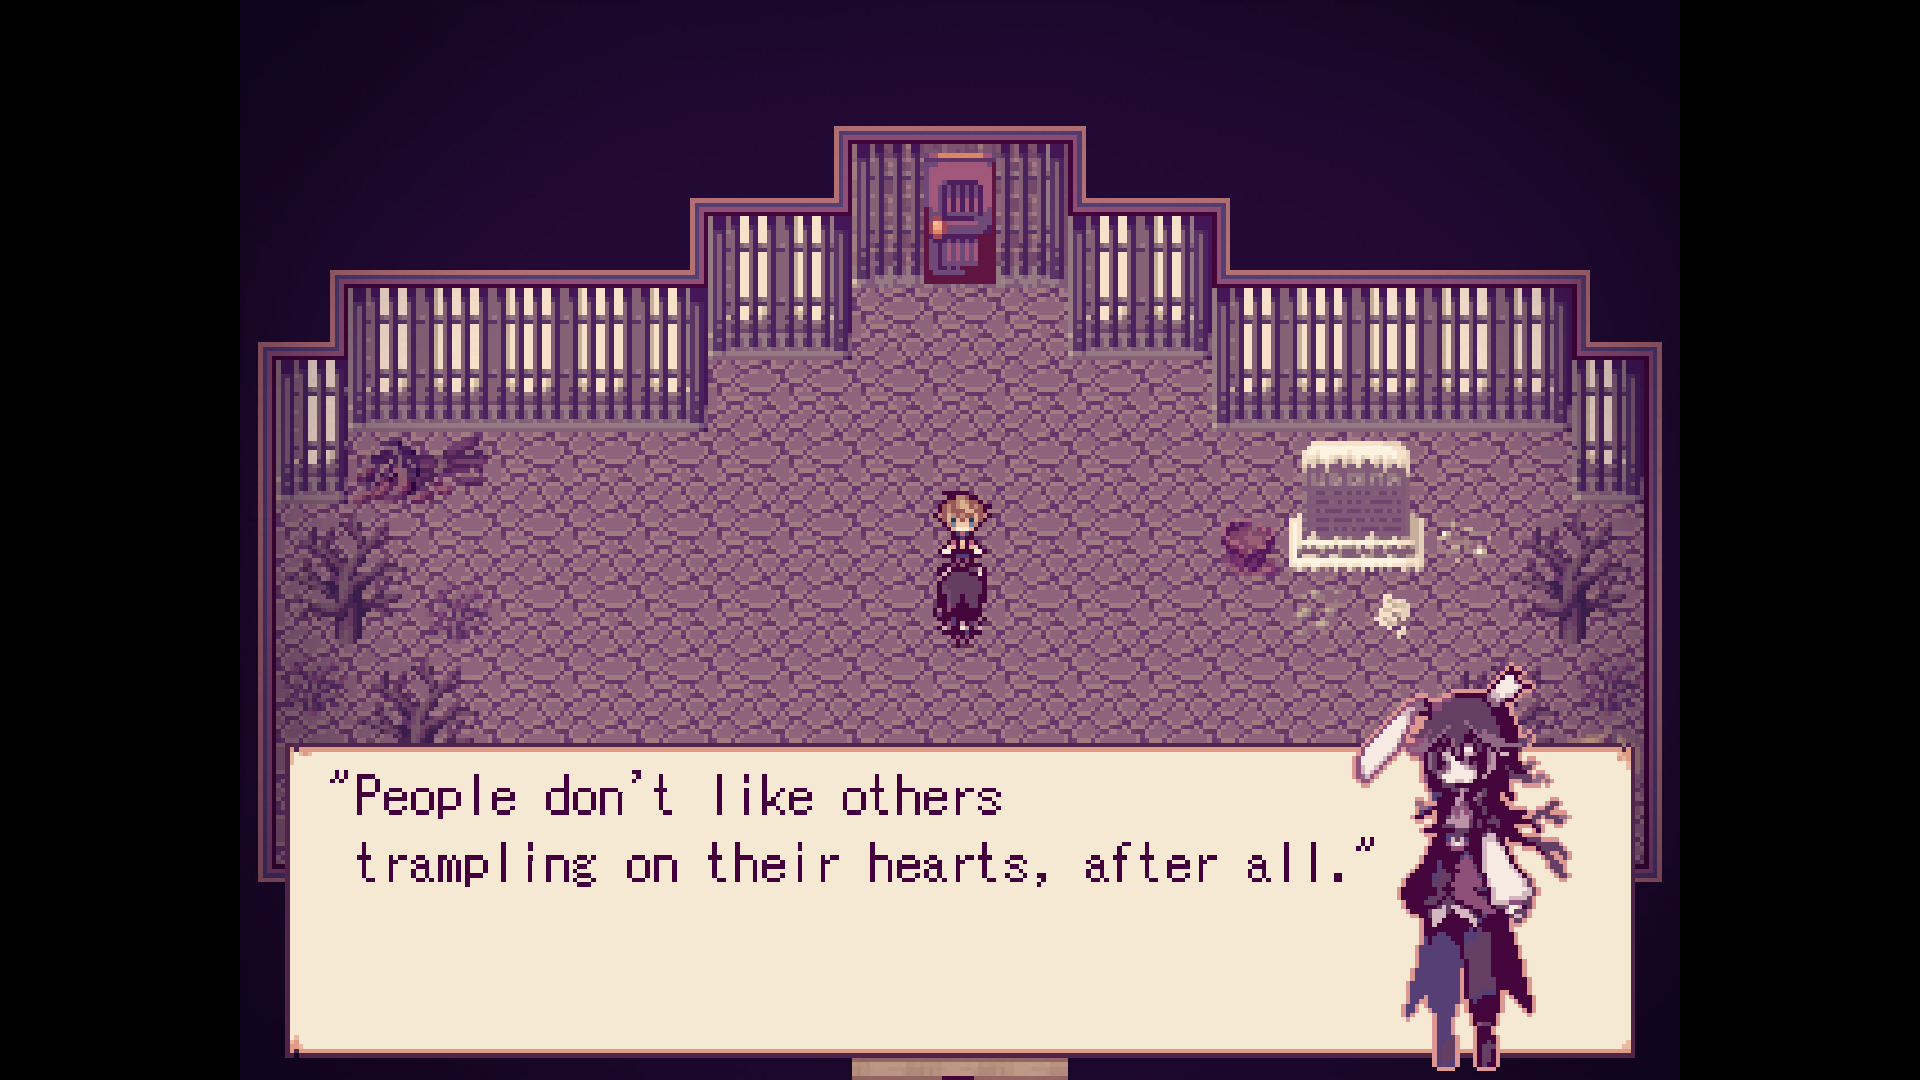 “People don't like others
trampling on their hearts, after all.”